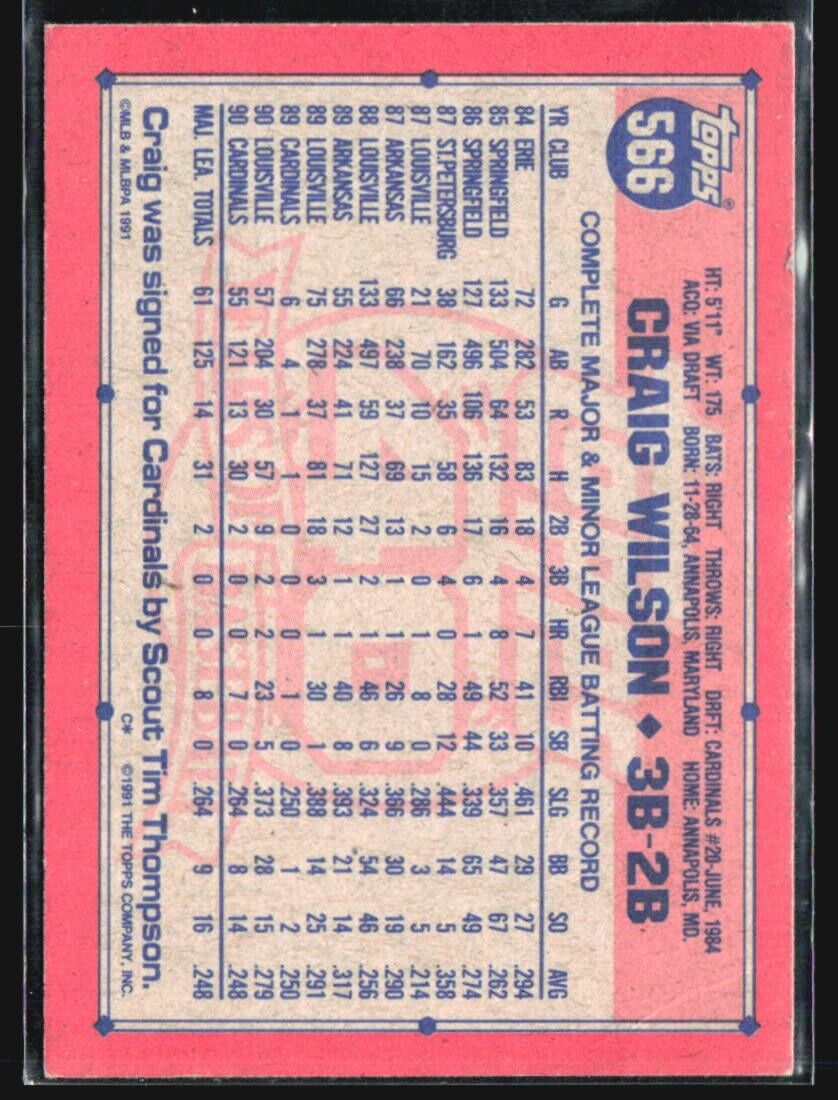 topps®
566
HT: 5'11" WT: 175 BATS: RIGHT THROWS: RIGHT DRFT: CARDINALS #20-JUNE, 1984
ACQ: VIA DRAFT BORN: 11-28-64, ANNAPOLIS, MARYLAND HOME: ANNAPOLIS, MD.
CRAIG WILSON ♦ 3B-2B
COMPLETE MAJOR & MINOR LEAGUE BATTING RECORD
YR CLUB G AB R H 2B 3B HR RBI SB SLG BB SO AVG
84 ERIE 72 282 53 83 18 4 7 41 10 .461 29 27 .294
85 SPRINGFIELD 133 504 64 132 16 4 8 52 33 .357 47 67 .262
86 SPRINGFIELD 127 496 106 136 17 6 1 49 44 .339 65 49 .274
87 ST.PETERSBURG 38 162 35 58 6 4 0 28 12 .444 14 5 .358
87 LOUISVILLE 21 70 10 15 2 0 1 8 0 .286 3 5 .214
87 ARKANSAS 66 238 37 69 13 1 1 26 9 .366 30 19 .290
88 LOUISVILLE 133 497 59 127 27 2 1 46 6 .324 54 46 .256
89 ARKANSAS 55 224 41 71 12 1 1 40 8 .393 21 14 .317
89 LOUISVILLE 75 278 37 81 18 3 1 30 1 .388 14 25 .291
89 CARDINALS 6 4 1 1 0 0 0 1 0 .250 1 2 .250
90 LOUISVILLE 57 204 30 57 9 2 2 23 5 .373 28 15 .279
90 CARDINALS 55 121 13 30 2 0 0 7 0 .264 8 14 .248
MAJ. LEA. TOTALS 61 125 14 31 2 0 0 8 0 .264 9 16 .248
Craig was signed for Cardinals by Scout Tim Thompson.
©MLB & MLBPA 1991 C* ©1991 THE TOPPS COMPANY, INC.